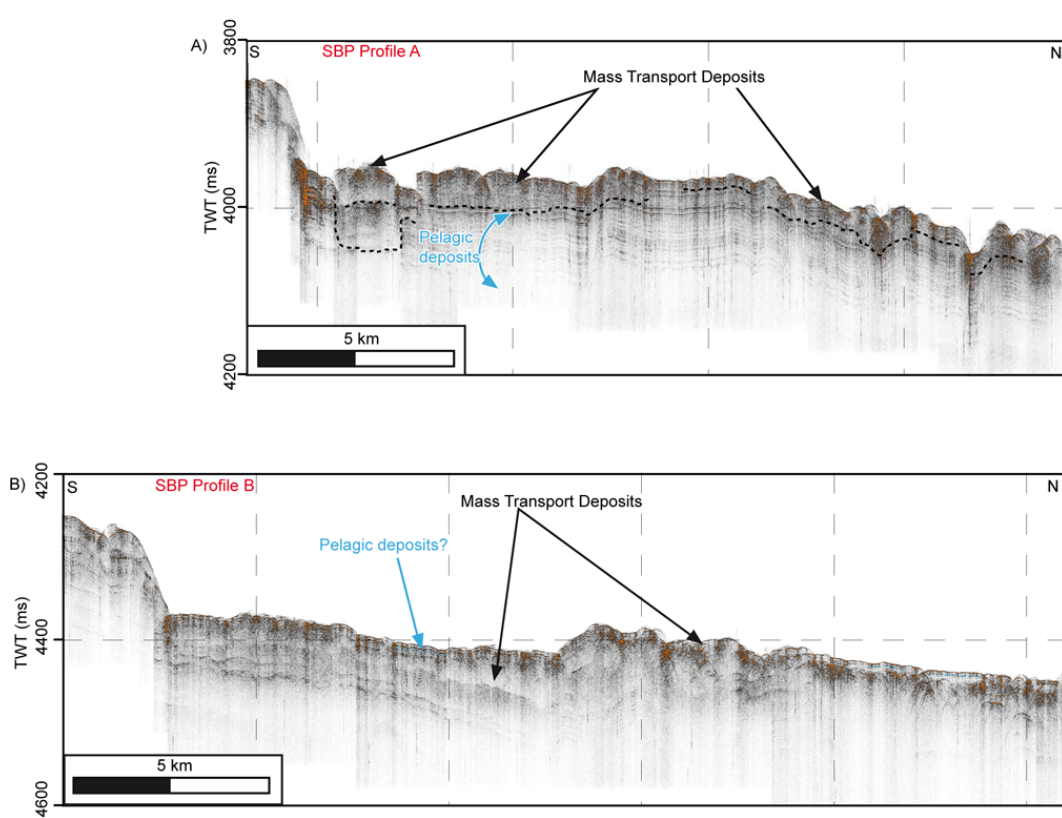 A)
3800
S
SBP Profile A
N
Mass Transport Deposits
TWT (ms)
4000
Pelagic
deposits
5 km
4200
B)
4200
S
SBP Profile B
N
Mass Transport Deposits
Pelagic deposits?
TWT (ms)
4400
5 km
4600